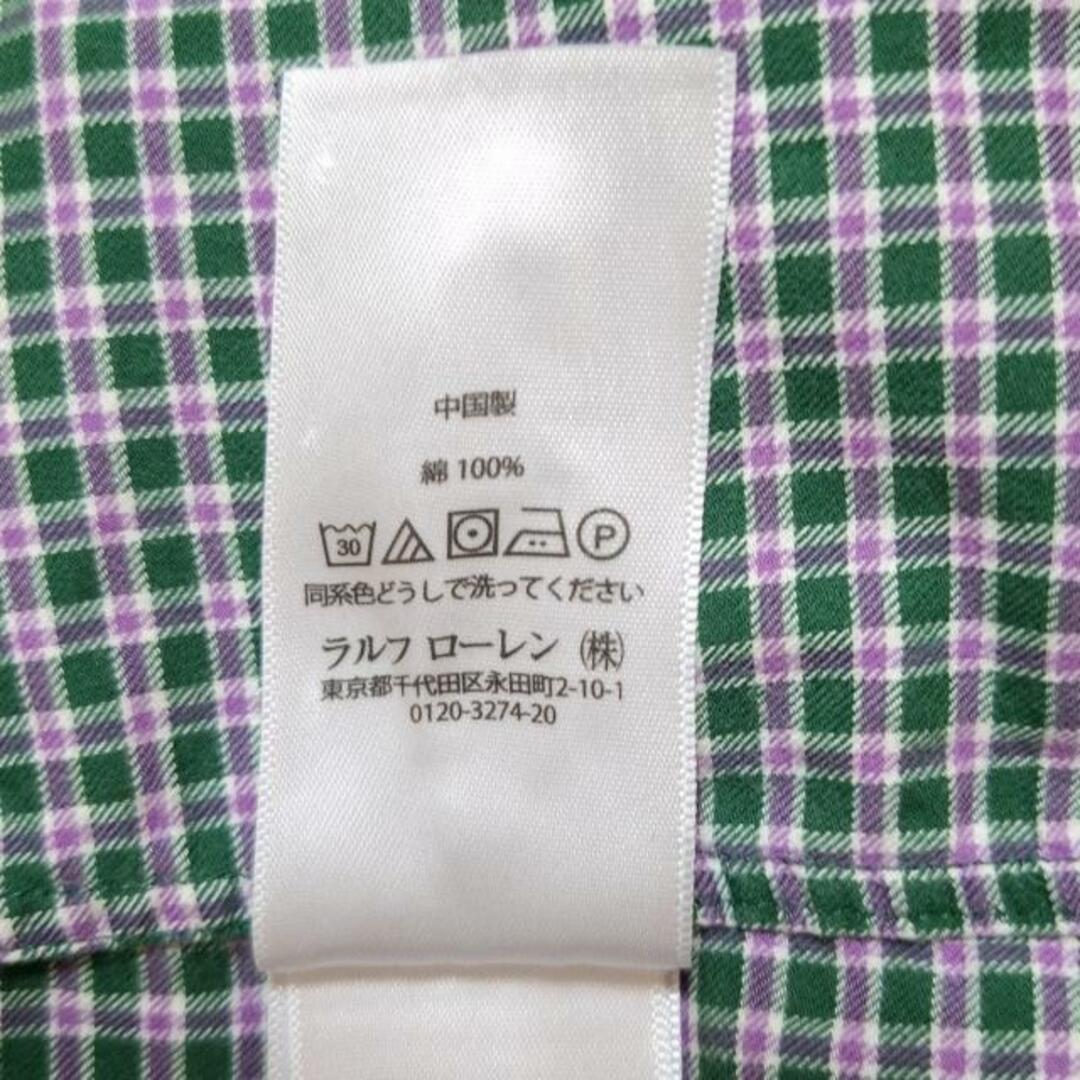 中国製
綿 100%
30 P
同系色どうしで洗ってください
ラルフ ローレン (株)
東京都千代田区永田町2-10-1
0120-3274-20